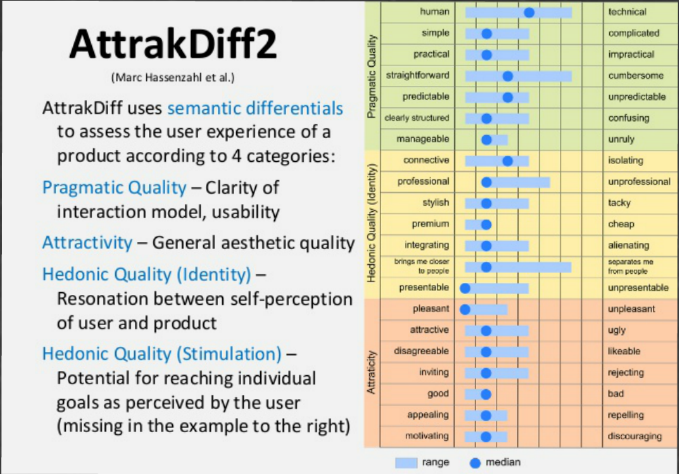 AttrakDiff2
(Marc Hassenzahl et al.)
AttrakDiff uses semantic differentials
to assess the user experience of a
product according to 4 categories:
Pragmatic Quality – Clarity of
interaction model, usability
Attractivity – General aesthetic quality
Hedonic Quality (Identity) –
Resonation between self-perception
of user and product
Hedonic Quality (Stimulation) –
Potential for reaching individual
goals as perceived by the user
(missing in the example to the right)
Pragmatic Quality
human technical
simple complicated
practical impractical
straightforward cumbersome
predictable unpredictable
clearly structured confusing
manageable unruly
Hedonic Quality (Identity)
connective isolating
professional unprofessional
stylish tacky
premium cheap
integrating alienating
brings me closer separates me
to people from people
presentable unpresentable
Attraticity
pleasant unpleasant
attractive ugly
disagreeable likeable
inviting rejecting
good bad
appealing repelling
motivating discouraging
range median